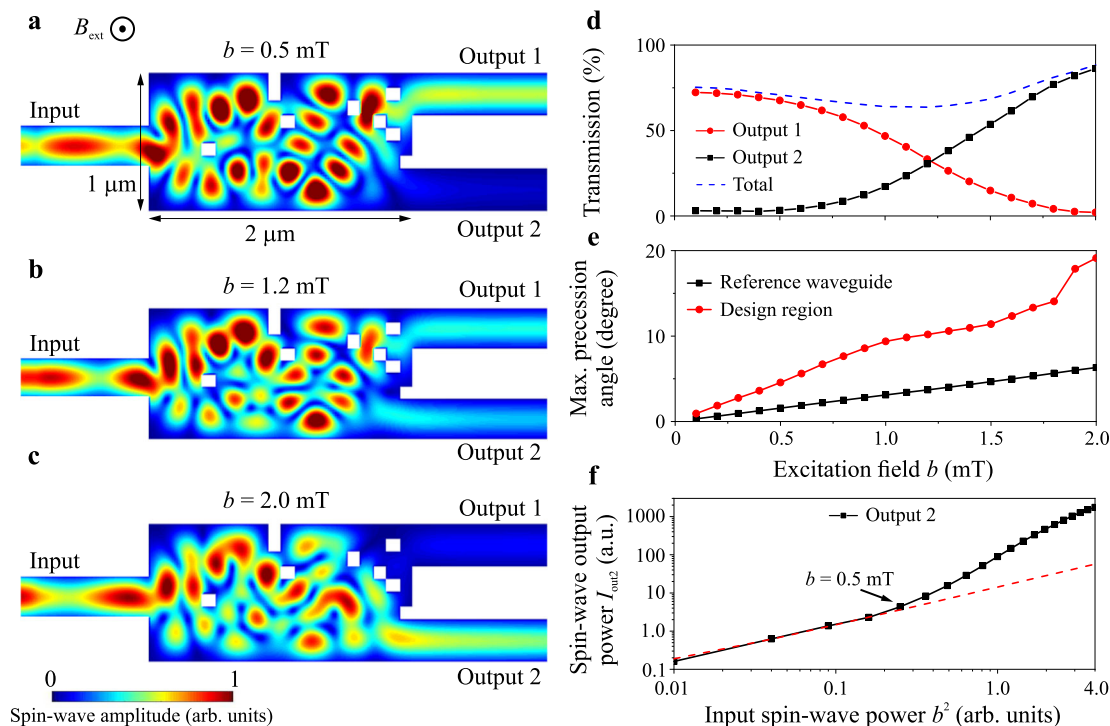 a
B_ext
b = 0.5 mT
Output 1
Input
1 μm
2 μm
Output 2
b
b = 1.2 mT
Output 1
Input
Output 2
c
b = 2.0 mT
Output 1
Input
Output 2
0
1
Spin-wave amplitude (arb. units)
d
Transmission (%)
100
50
0
Output 1
Output 2
Total
e
Max. precession
angle (degree)
20
10
0
Reference waveguide
Design region
0
0.5
1.0
1.5
2.0
Excitation field b (mT)
f
Spin-wave output
power I_out2 (a.u.)
1000
100
10
1.0
0.1
Output 2
b = 0.5 mT
0.01
0.1
1.0
4.0
Input spin-wave power b² (arb. units)